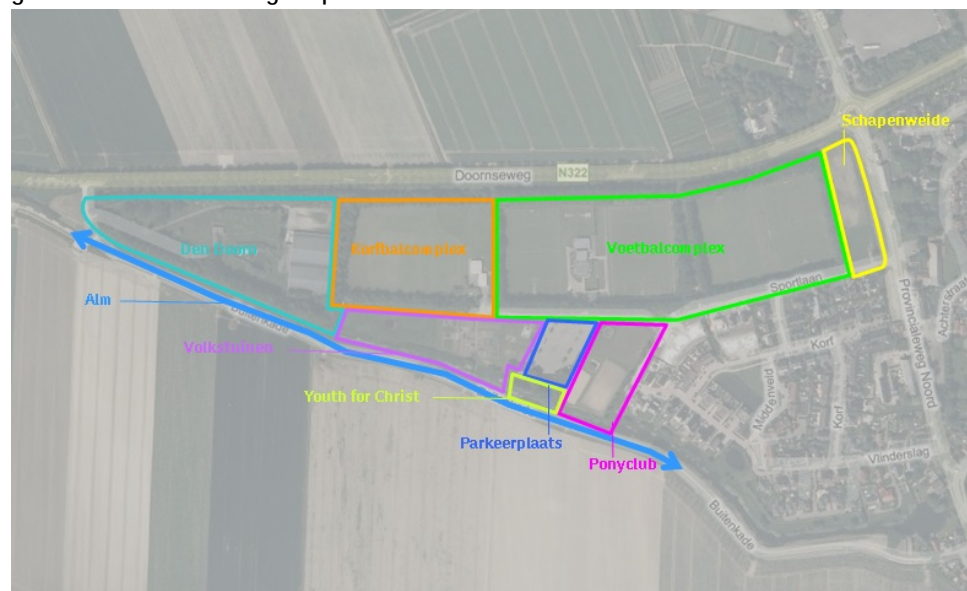 Schapenweide
Doornseweg
N322
Den Doorn
Korfbalcomplex
Voetbalcomplex
Sportlaan
Alm
Buitenkade
Provincialeweg Noord
Achterstraat
Volkstuinen
Korf
Middenveld
Korf
Youth for Christ
Parkeerplaats
Vlinderslag
Ponyclub
Buitenkade